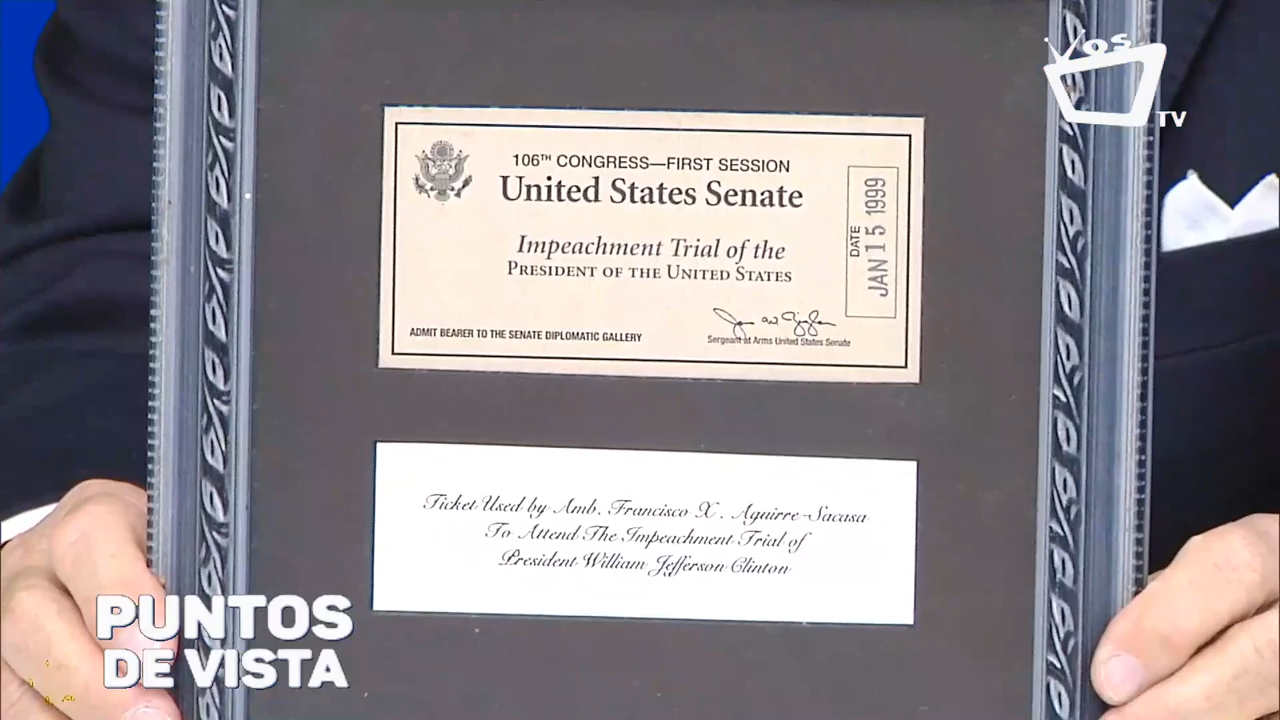 VOS TV
106TH CONGRESS—FIRST SESSION
United States Senate
Impeachment Trial of the
PRESIDENT OF THE UNITED STATES
DATE
JAN 15 1999
ADMIT BEARER TO THE SENATE DIPLOMATIC GALLERY
Sergeant at Arms United States Senate
Ticket Used by Amb. Francisco X. Aguirre-Sacasa
To Attend The Impeachment Trial of
President William Jefferson Clinton
PUNTOS
DE VISTA